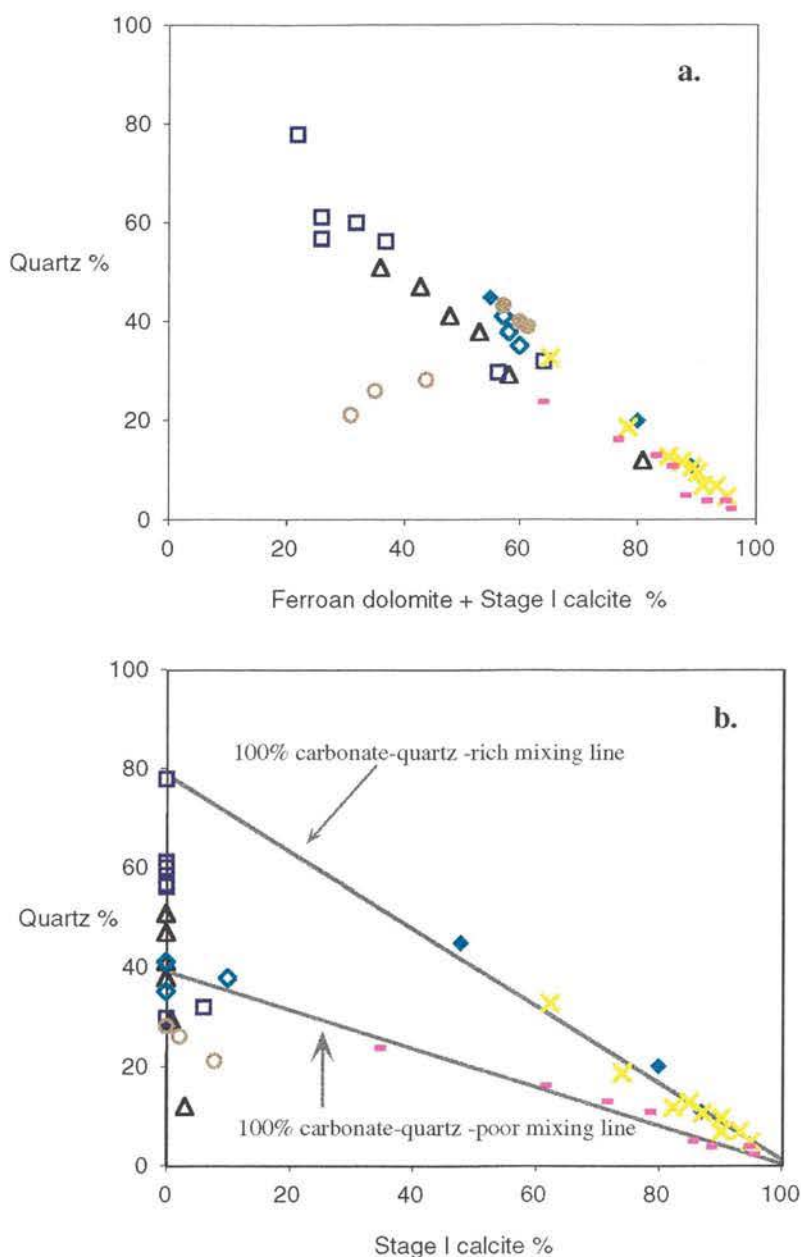 100
a.
80
60
Quartz %
40
20
0
0 20 40 60 80 100
Ferroan dolomite + Stage I calcite %
100
b.
100% carbonate-quartz -rich mixing line
80
60
Quartz %
40
20
100% carbonate-quartz -poor mixing line
0
0 20 40 60 80 100
Stage I calcite %